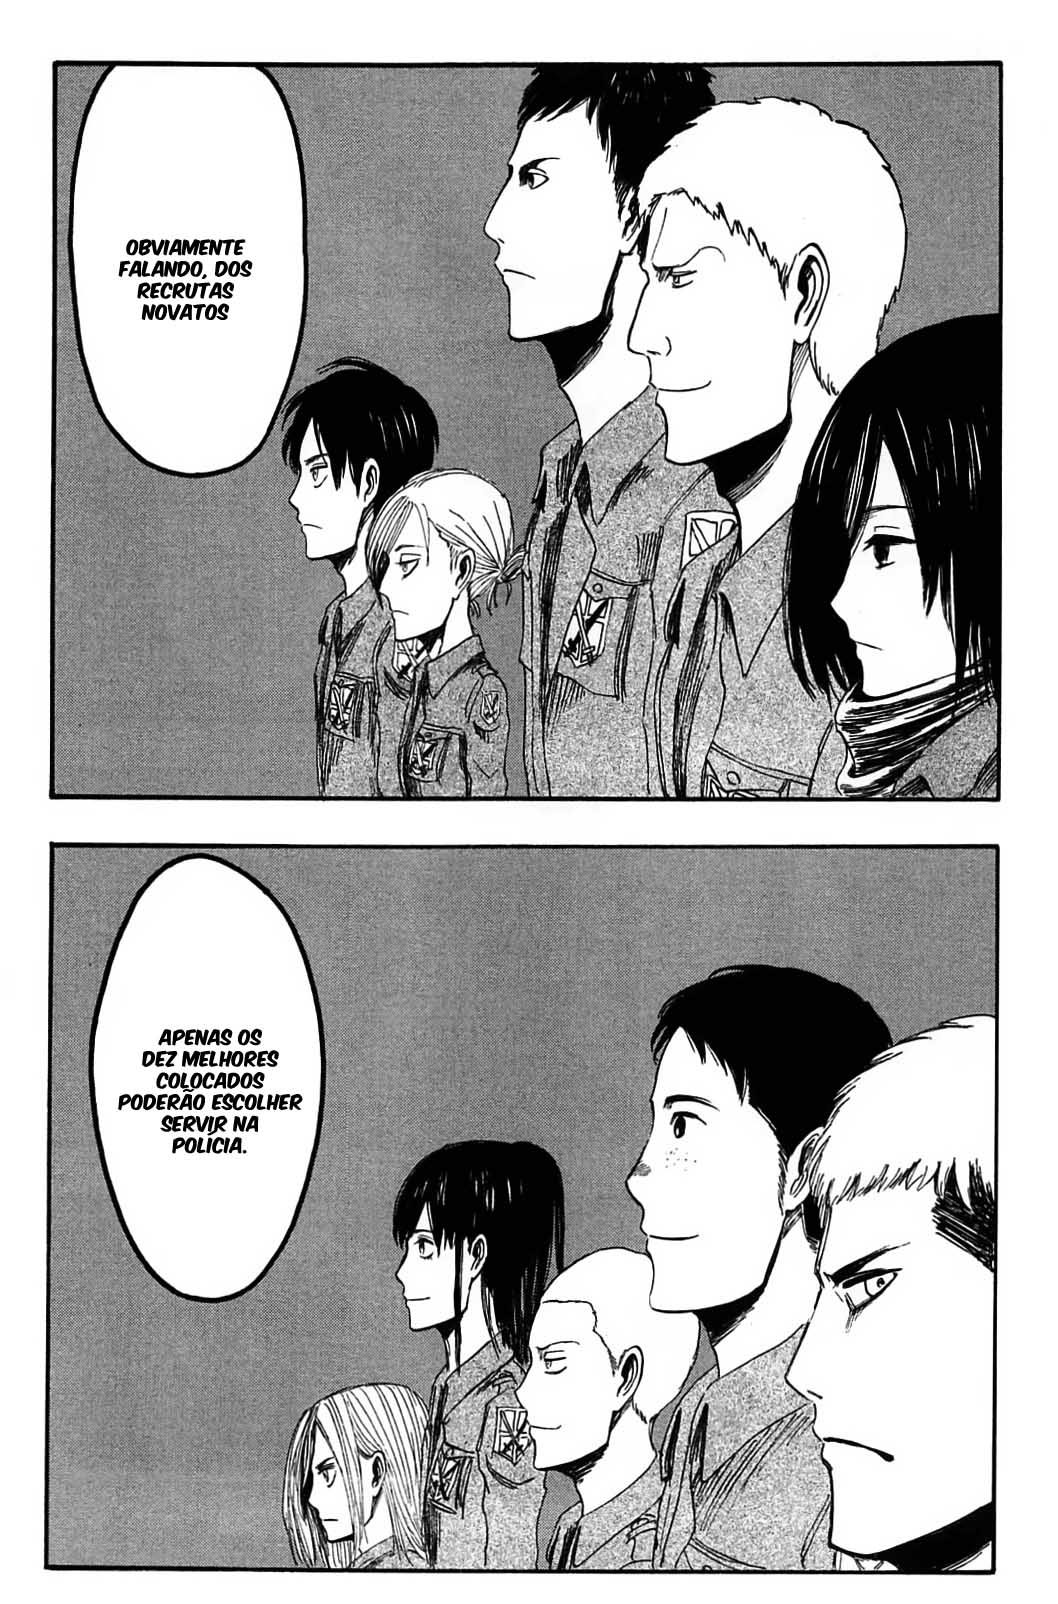 OBVIAMENTE
FALANDO, DOS
RECRUTAS
NOVATOS
APENAS OS
DEZ MELHORES
COLOCADOS
PODERÃO ESCOLHER
SERVIR NA
POLÍCIA.